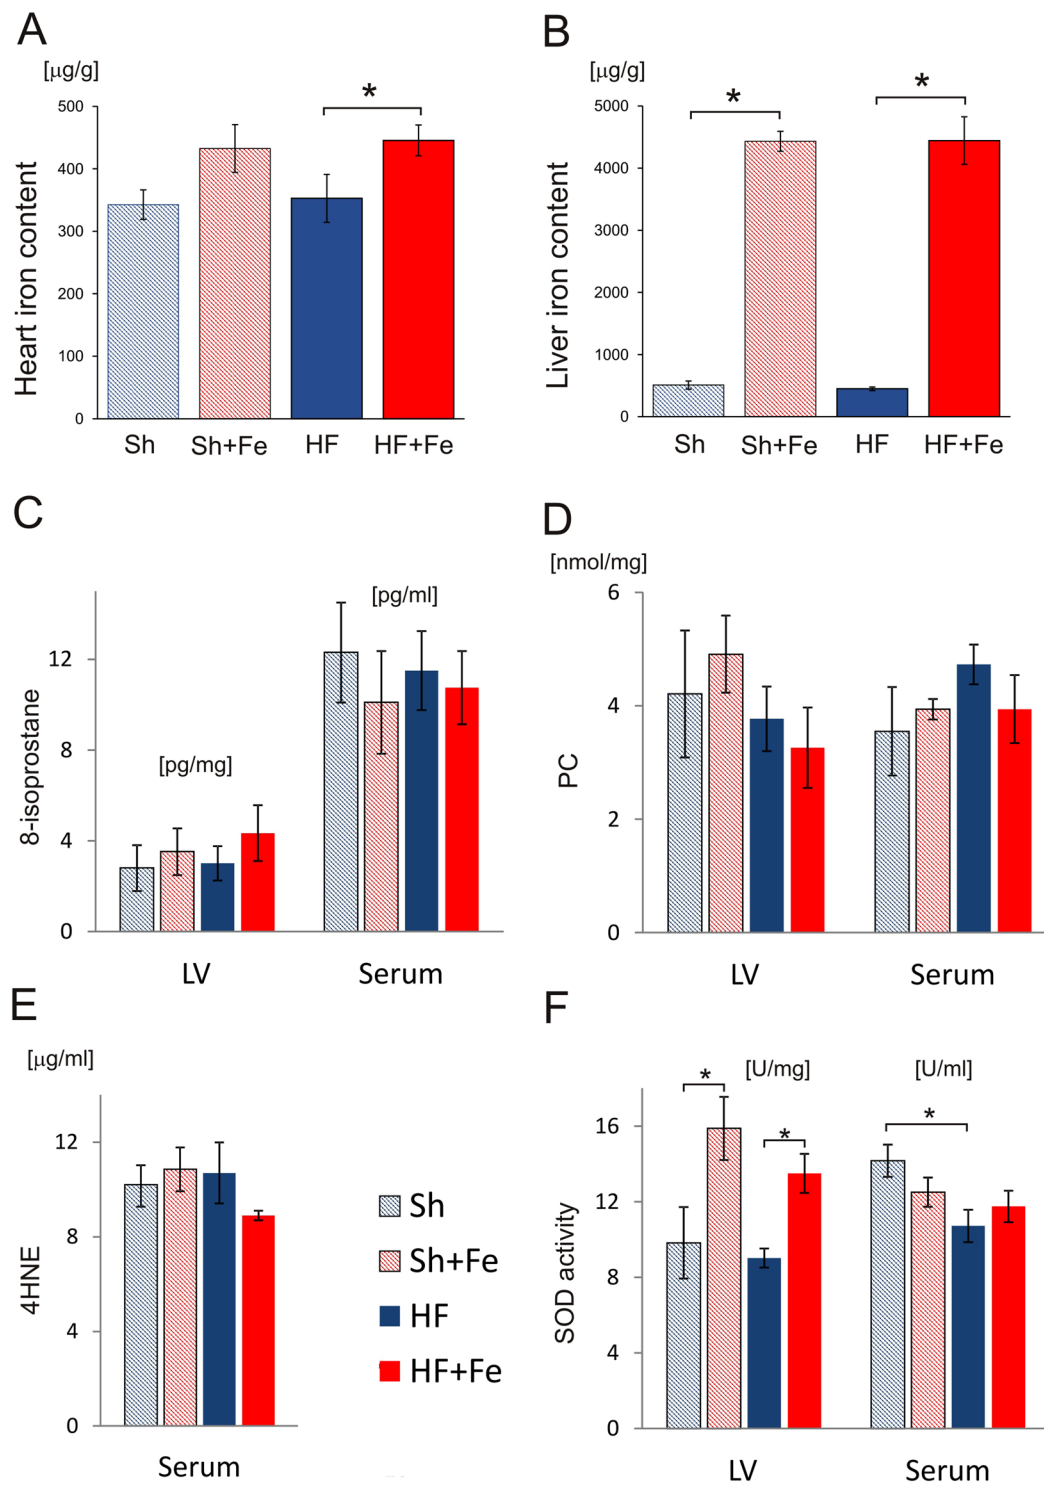 A
[µg/g]
Heart iron content
500
400
300
200
100
0
*
Sh Sh+Fe HF HF+Fe
B
[µg/g]
Liver iron content
5000
4000
3000
2000
1000
0
* *
Sh Sh+Fe HF HF+Fe
C
8-isoprostane
12
8
4
0
[pg/mg]
[pg/ml]
LV Serum
D
[nmol/mg]
PC
6
4
2
0
LV Serum
E
[µg/ml]
4HNE
12
8
4
0
Serum
Sh
Sh+Fe
HF
HF+Fe
F
[U/mg] [U/ml]
SOD activity
16
12
8
4
0
* * *
LV Serum